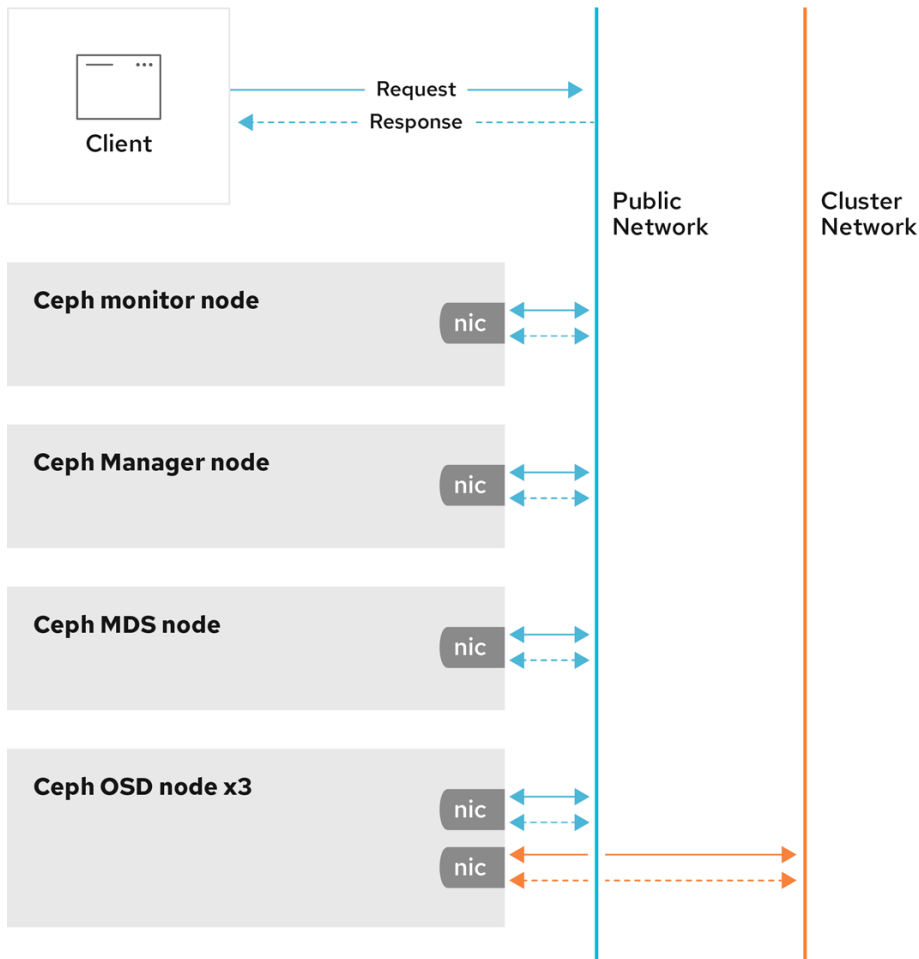 Client
Request
Response
Public
Network
Cluster
Network
Ceph monitor node
nic
Ceph Manager node
nic
Ceph MDS node
nic
Ceph OSD node x3
nic
nic